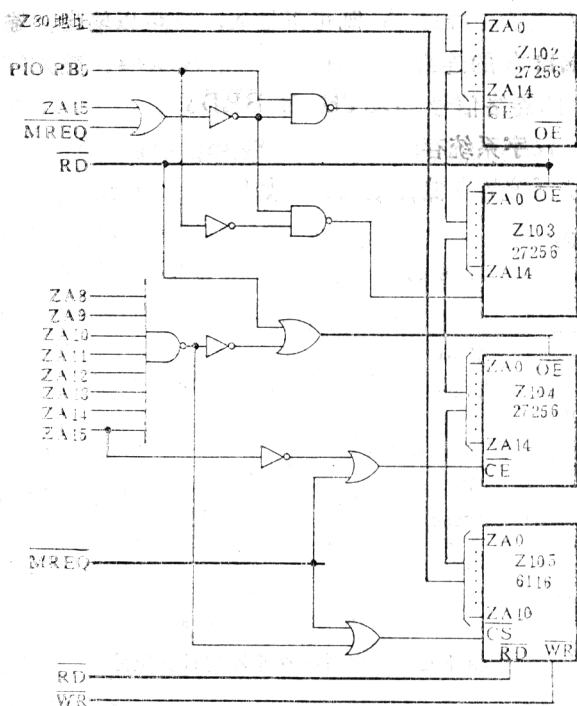 Z80地址
PIO PB0
ZA15
MREQ
RD
ZA8
ZA9
ZA10
ZA11
ZA12
ZA13
ZA14
ZA15
MREQ
RD
WR
ZA0
Z102
27256
ZA14
CE
OE
ZA0
OE
Z103
27256
ZA14
ZA0
OE
Z104
27256
ZA14
CE
ZA0
Z105
6116
ZA10
CS
RD
WR